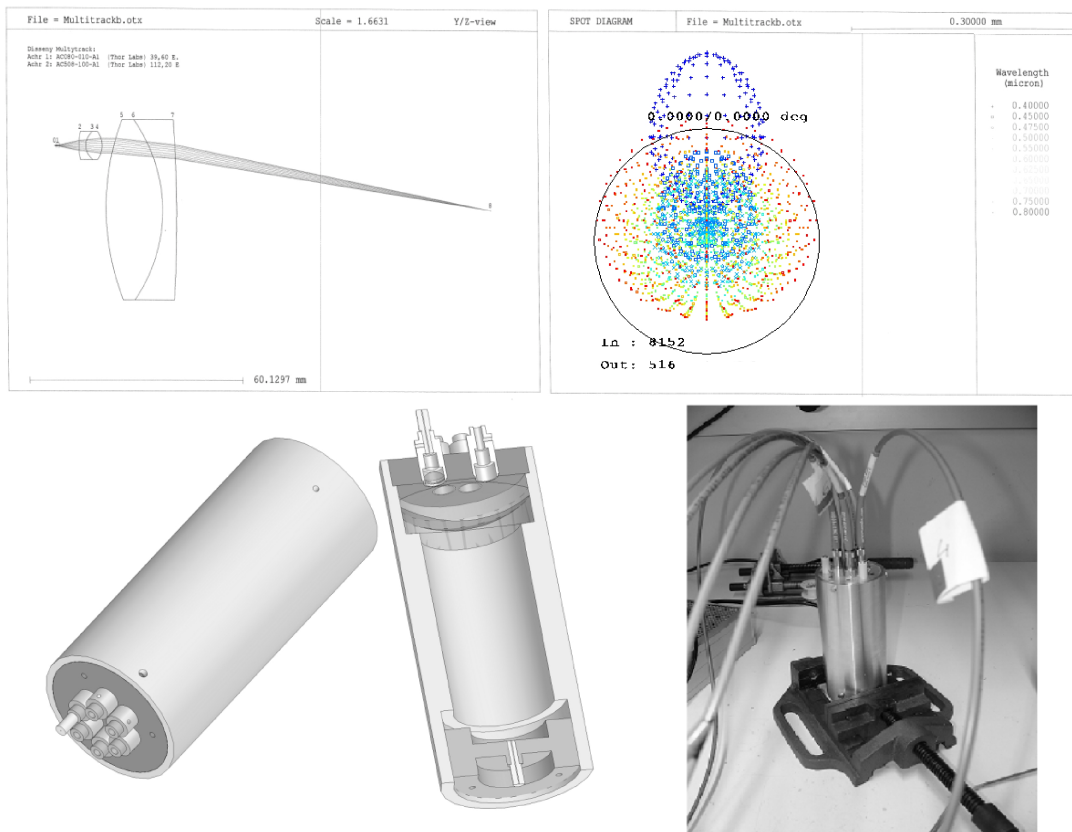 File = Multitrackb.otx Scale = 1.6631 Y/Z-view
Disseny Multytrack:
Achr 1: AC080-010-A1 (Thor Labs) 39,60 E.
Achr 2: AC508-100-A1 (Thor Labs) 112,20 E
5 6 7
2 3 4
60.1297 mm
SPOT DIAGRAM File = Multitrackb.otx 0.30000 mm
Wavelength
(micron)
0.0000/0.0000 deg
0.40000
0.45000
0.47500
0.50000
0.55000
0.60000
0.75000
0.80000
In : 8152
Out: 516